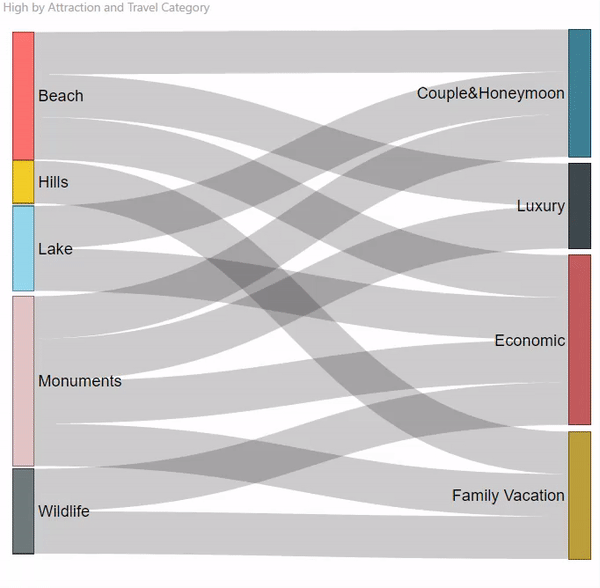 High by Attraction and Travel Category
Beach
Hills
Lake
Monuments
Wildlife
Couple&Honeymoon
Luxury
Economic
Family Vacation